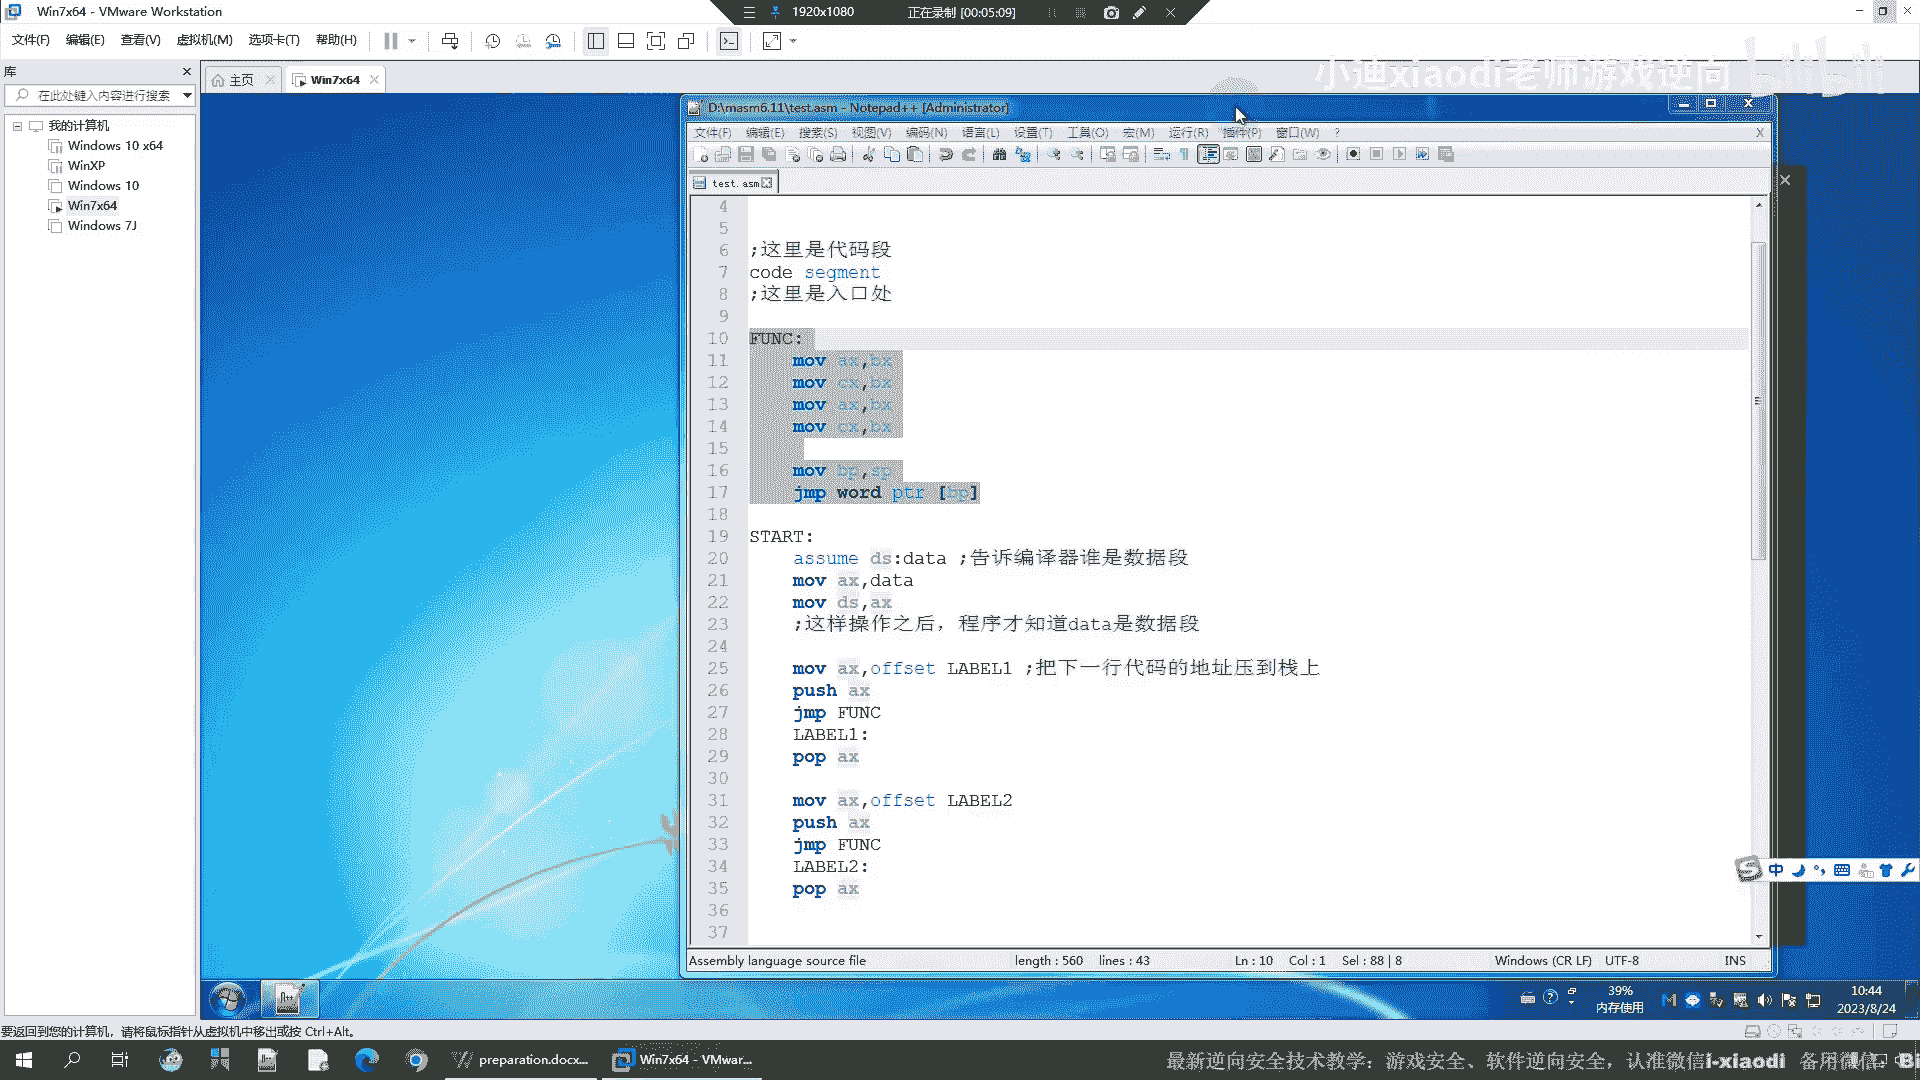 Win7x64 - VMware Workstation
1920x1080 正在录制 [00:05:09]
文件(F) 编辑(E) 查看(V) 虚拟机(M) 选项卡(T) 帮助(H)
库
在此处键入内容进行搜索
我的计算机
Windows 10 x64
WinXP
Windows 10
Win7x64
Windows 7J
主页 Win7x64
小迪xiaodi老师游戏逆向
D:\masm6.11\test.asm - Notepad++ [Administrator]
文件(F) 编辑(E) 搜索(S) 视图(V) 编码(N) 语言(L) 设置(T) 工具(O) 宏(M) 运行(R) 插件(P) 窗口(W) ? X
test.asm
4
5
6 ;这里是代码段
7 code segment
8 ;这里是入口处
9
10 FUNC:
11 mov ax,bx
12 mov cx,bx
13 mov ax,bx
14 mov cx,bx
15
16 mov bp,sp
17 jmp word ptr [bp]
18
19 START:
20 assume ds:data ;告诉编译器谁是数据段
21 mov ax,data
22 mov ds,ax
23 ;这样操作之后，程序才知道data是数据段
24
25 mov ax,offset LABEL1 ;把下一行代码的地址压到栈上
26 push ax
27 jmp FUNC
28 LABEL1:
29 pop ax
30
31 mov ax,offset LABEL2
32 push ax
33 jmp FUNC
34 LABEL2:
35 pop ax
36
37
中
Assembly language source file length : 560 lines : 43 Ln : 10 Col : 1 Sel : 88 | 8 Windows (CR LF) UTF-8 INS
39%
内存使用
10:44
2023/8/24
要返回到您的计算机，请将鼠标指针从虚拟机中移出或按 Ctrl+Alt。
preparation.docx... Win7x64 - VMwar...
最新逆向安全技术教学：游戏安全、软件逆向安全，认准微信i-xiaodi 备用微信：